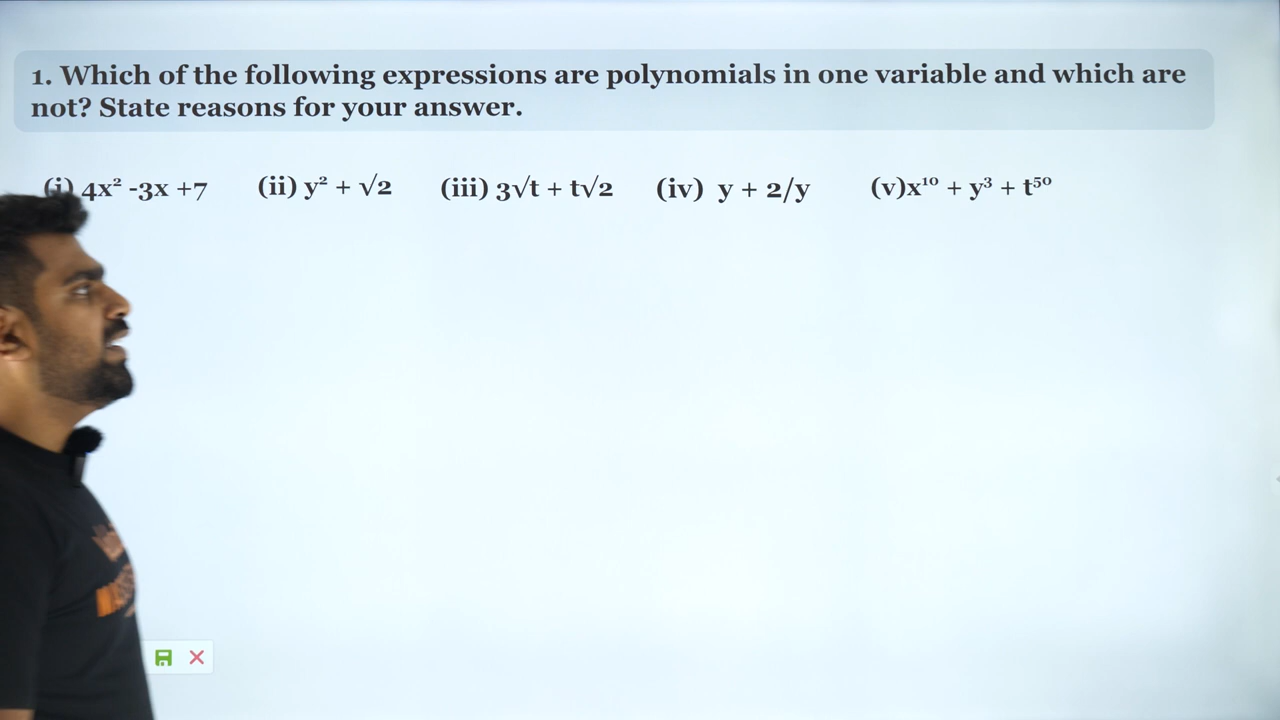 1. Which of the following expressions are polynomials in one variable and which are
not? State reasons for your answer.
(i) 4x² -3x +7 (ii) y² + √2 (iii) 3√t + t√2 (iv) y + 2/y (v)x¹⁰ + y³ + t⁵⁰